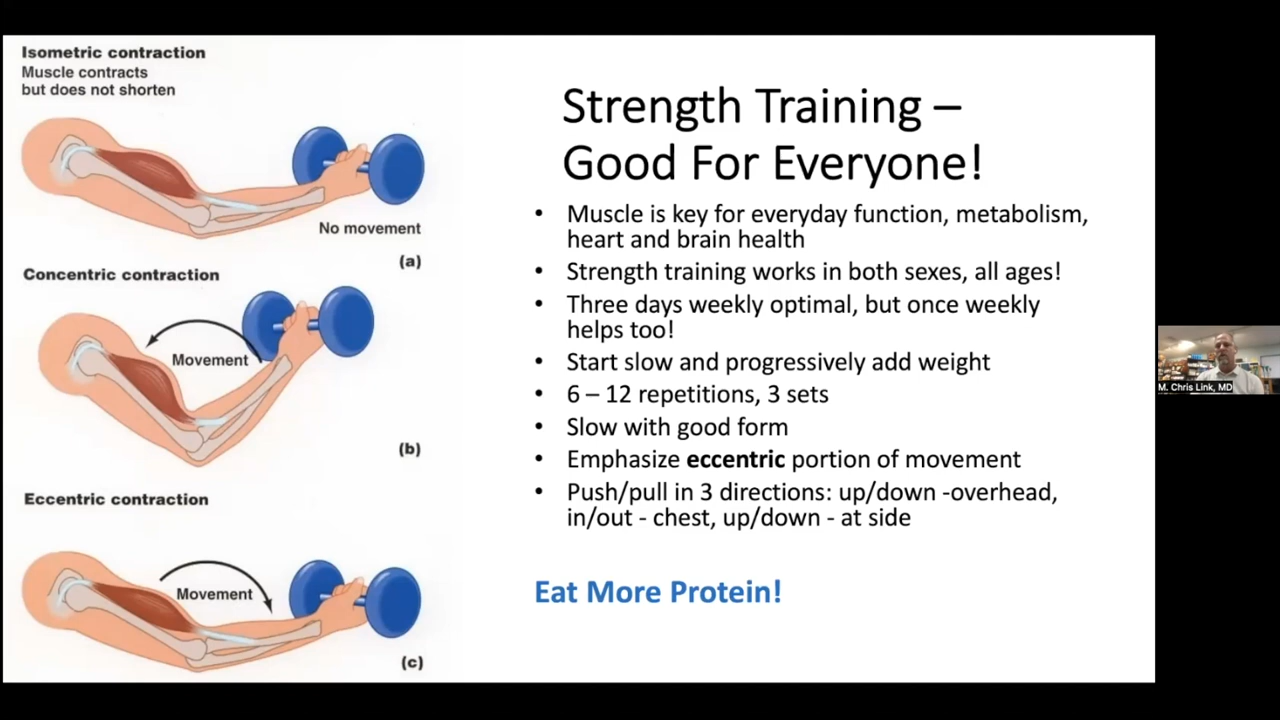 Isometric contraction
Muscle contracts
but does not shorten
No movement
(a)
Concentric contraction
Movement
(b)
Eccentric contraction
Movement
(c)
Strength Training –
Good For Everyone!
• Muscle is key for everyday function, metabolism,
heart and brain health
• Strength training works in both sexes, all ages!
• Three days weekly optimal, but once weekly
helps too!
• Start slow and progressively add weight
• 6 – 12 repetitions, 3 sets
• Slow with good form
• Emphasize eccentric portion of movement
• Push/pull in 3 directions: up/down -overhead,
in/out - chest, up/down - at side
Eat More Protein!
M. Chris Link, MD